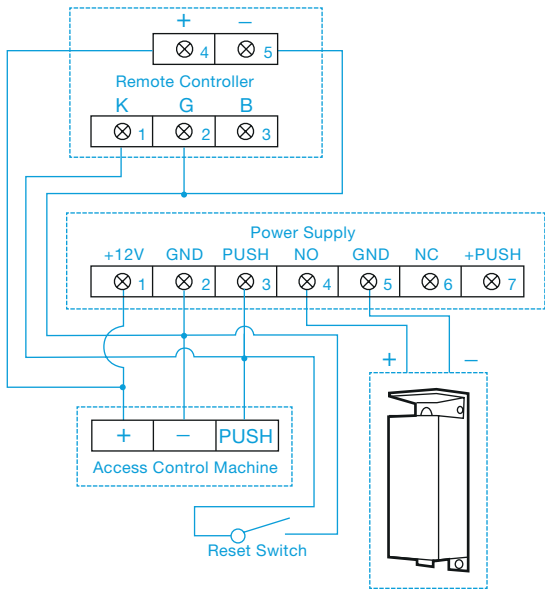 + −
4 5
Remote Controller
K G B
1 2 3
Power Supply
+12V GND PUSH NO GND NC +PUSH
1 2 3 4 5 6 7
+ −
+ − PUSH
Access Control Machine
Reset Switch